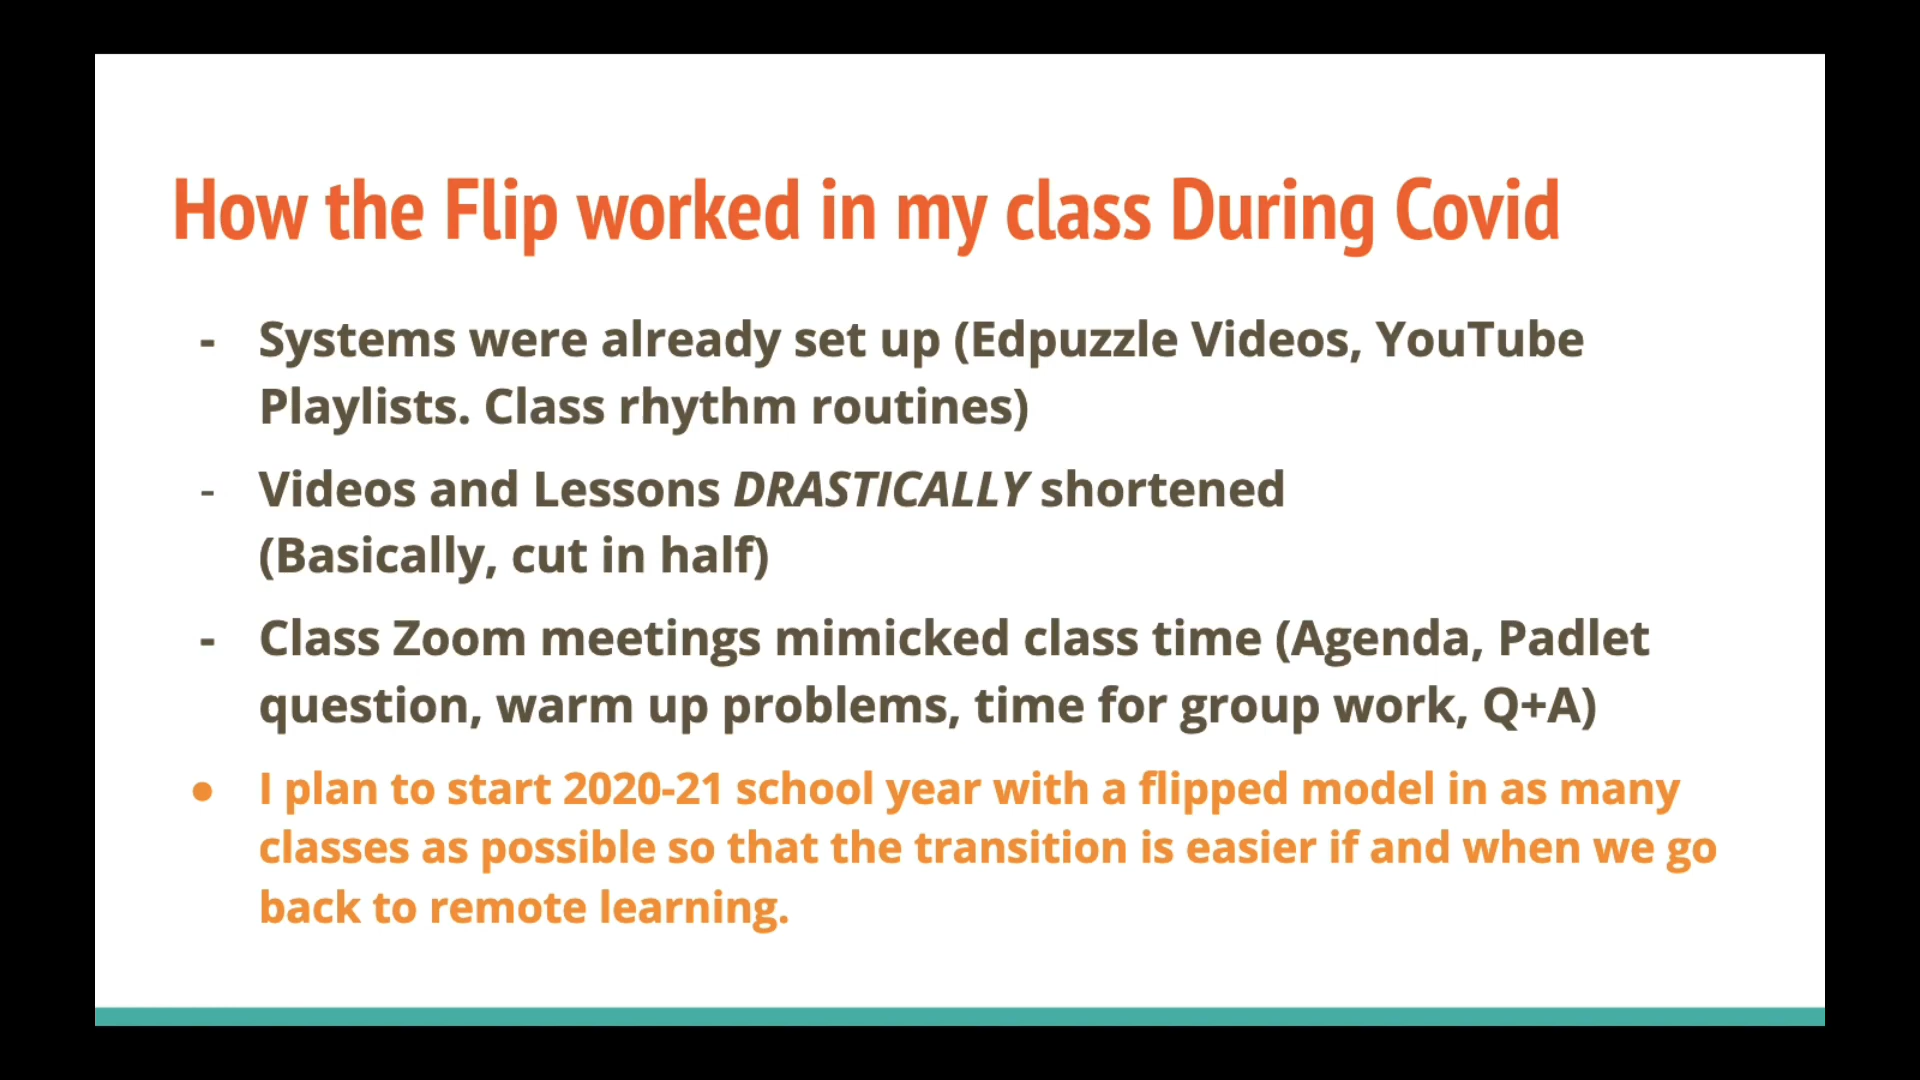 How the Flip worked in my class During Covid
- Systems were already set up (Edpuzzle Videos, YouTube
Playlists. Class rhythm routines)
- Videos and Lessons DRASTICALLY shortened
(Basically, cut in half)
- Class Zoom meetings mimicked class time (Agenda, Padlet
question, warm up problems, time for group work, Q+A)
● I plan to start 2020-21 school year with a flipped model in as many
classes as possible so that the transition is easier if and when we go
back to remote learning.